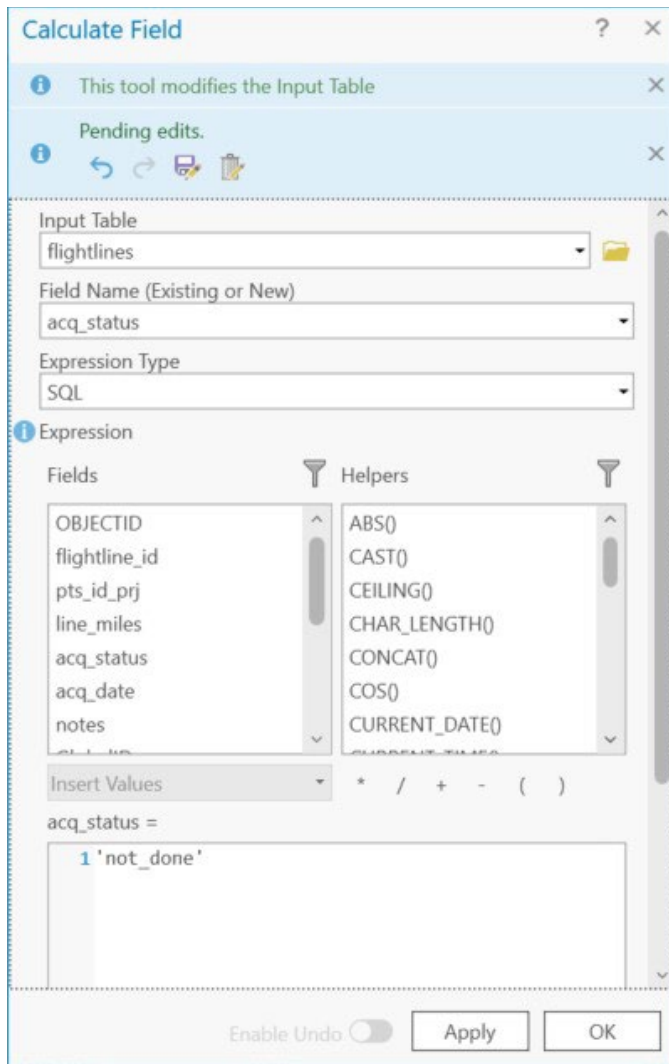 Calculate Field ?
This tool modifies the Input Table
Pending edits.
Input Table
flightlines
Field Name (Existing or New)
acq_status
Expression Type
SQL
Expression
Fields
OBJECTID
flightline_id
pts_id_prj
line_miles
acq_status
acq_date
notes
GlobalID
Helpers
ABS()
CAST()
CEILING()
CHAR_LENGTH()
CONCAT()
COS()
CURRENT_DATE()
CURRENT_TIME()
Insert Values
* / + - ( )
acq_status =
1 'not_done'
Enable Undo
Apply OK